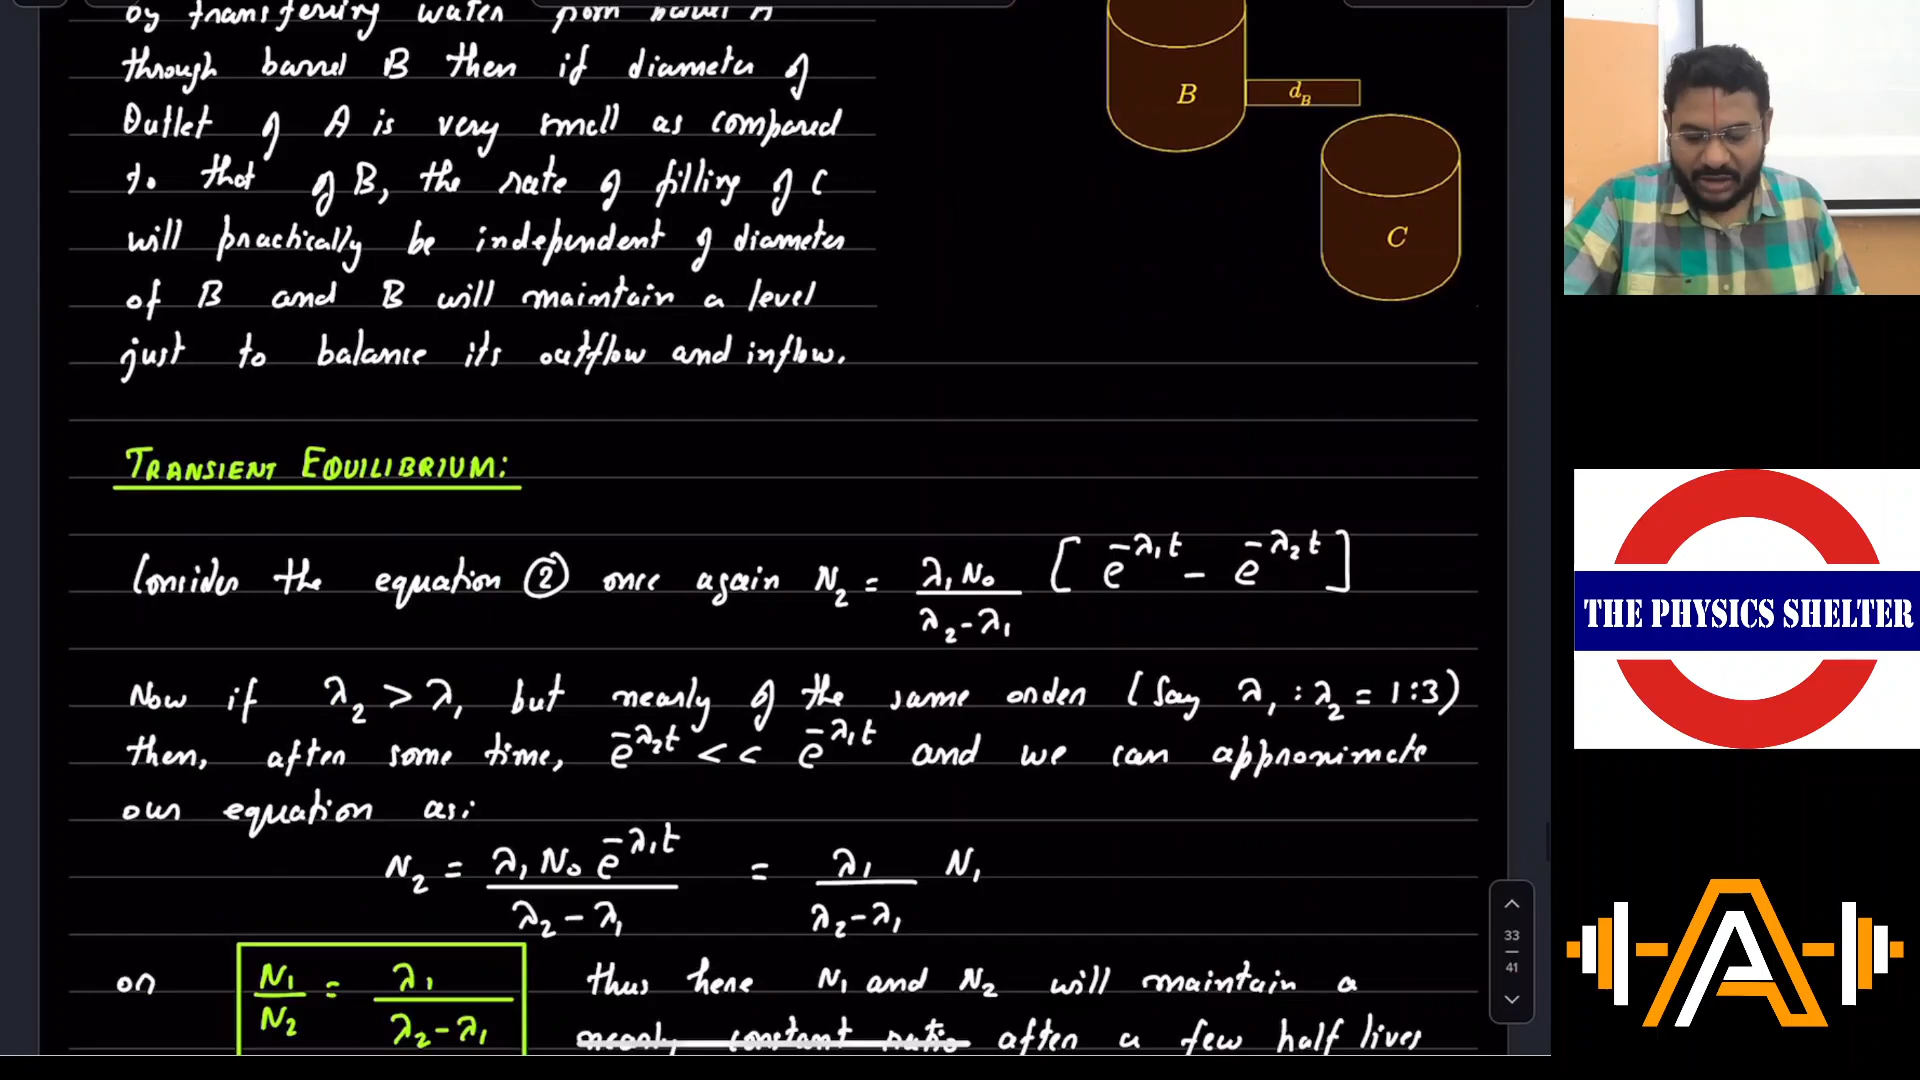 by transferring water from barrel A
through barrel B then if diameter of
Outlet of A is very small as compared
to that of B, the rate of filling of C
will practically be independent of diameter
of B and B will maintain a level
just to balance its outflow and inflow.
B
d_B
C
TRANSIENT EQUILIBRIUM:
Consider the equation ② once again N₂ = λ₁N₀ / (λ₂-λ₁) [e^(-λ₁t) - e^(-λ₂t)]
Now if λ₂ > λ₁ but nearly of the same order (Say λ₁ : λ₂ = 1:3)
then, after some time, e^(-λ₂t) << e^(-λ₁t) and we can approximate
our equation as:
N₂ = λ₁N₀e^(-λ₁t) / (λ₂-λ₁) = λ₁ / (λ₂-λ₁) N₁
or N₁/N₂ = λ₁ / (λ₂-λ₁) thus here N₁ and N₂ will maintain a
nearly constant ratio after a few half lives
33
41
THE PHYSICS SHELTER